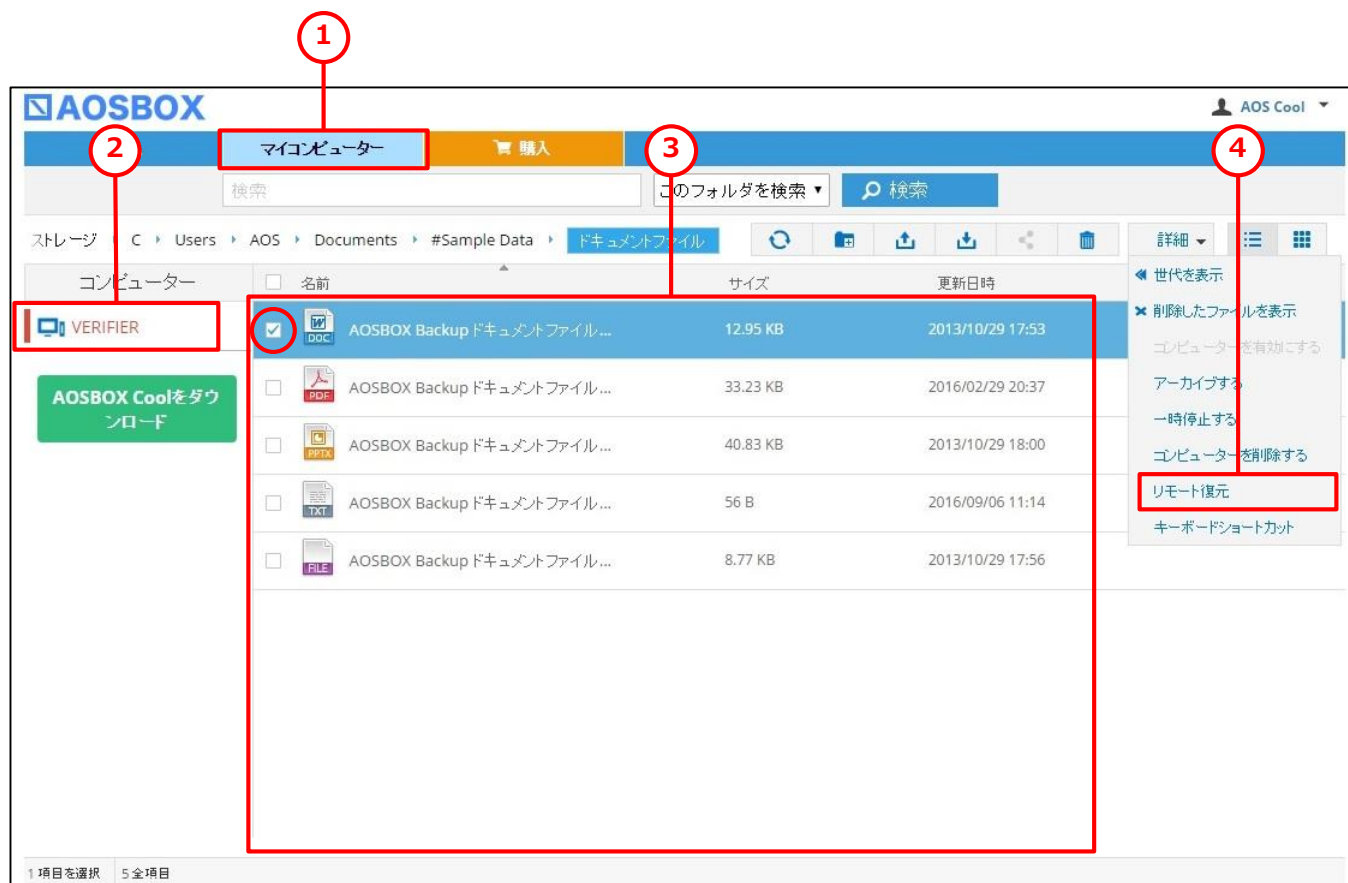 1
AOSBOX
AOS Cool
2
マイコンピューター
購入
3
4
検索
このフォルダを検索
検索
ストレージ C Users AOS Documents #Sample Data ドキュメントファイル
詳細
コンピューター
名前
サイズ
更新日時
世代を表示
VERIFIER
DOC
AOSBOX Backup ドキュメントファイル...
12.95 KB
2013/10/29 17:53
削除したファイルを表示
コンピューターを有効にする
AOSBOX Coolをダウ
ンロード
PDF
AOSBOX Backup ドキュメントファイル...
33.23 KB
2016/02/29 20:37
アーカイブする
一時停止する
PPTX
AOSBOX Backup ドキュメントファイル...
40.83 KB
2013/10/29 18:00
コンピューターを削除する
TXT
AOSBOX Backup ドキュメントファイル...
56 B
2016/09/06 11:14
リモート復元
キーボードショートカット
FILE
AOSBOX Backup ドキュメントファイル...
8.77 KB
2013/10/29 17:56
1 項目を選択
5 全項目